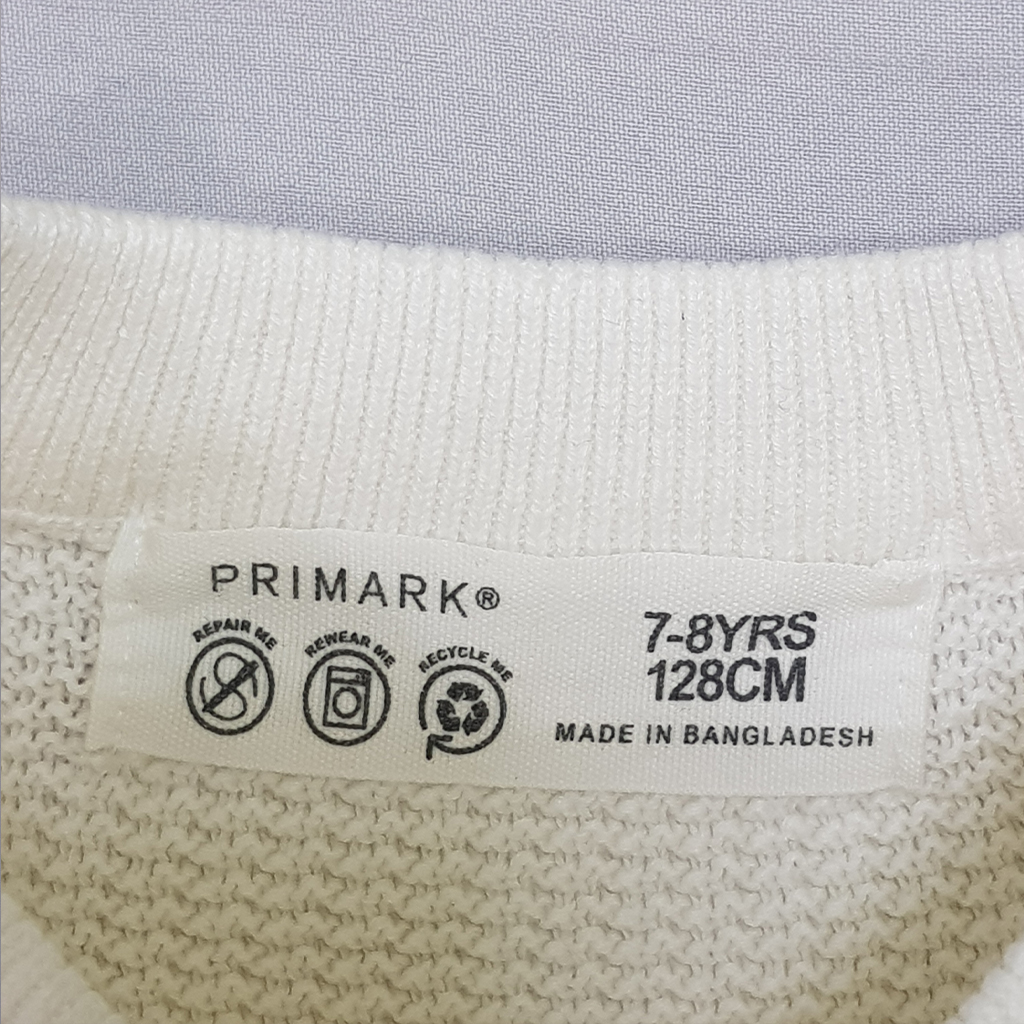 PRIMARK®
REPAIR ME
REWEAR ME
RECYCLE ME
7-8YRS
128CM
MADE IN BANGLADESH